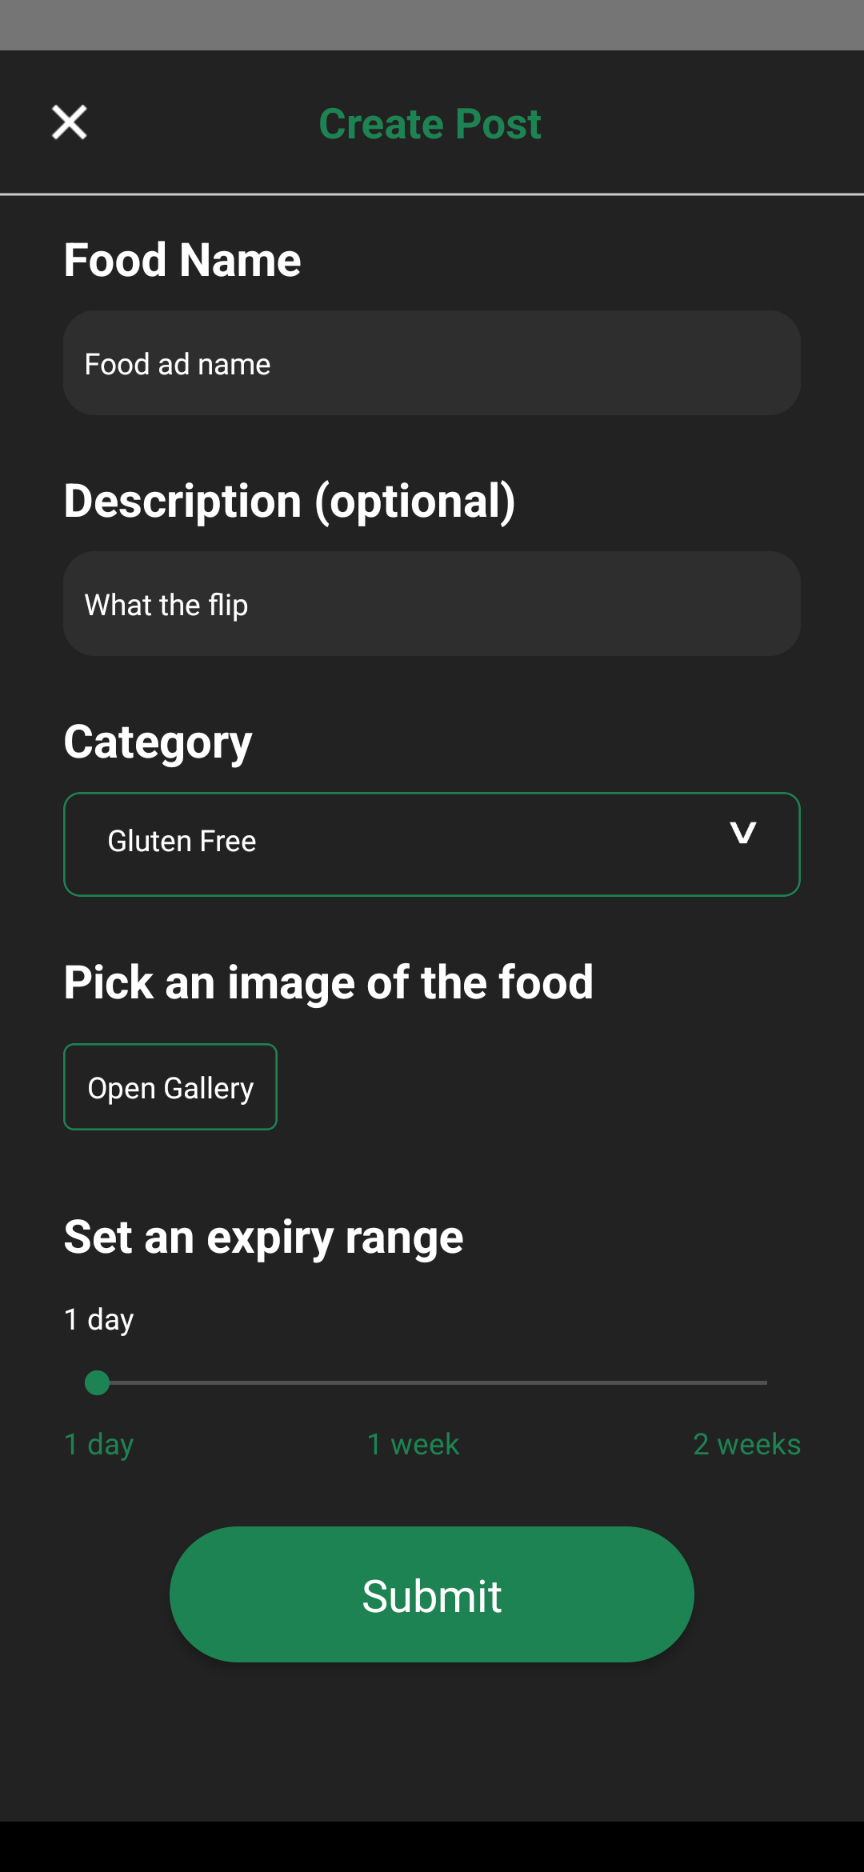 Create Post
Food Name
Food ad name
Description (optional)
What the flip
Category
Gluten Free
Pick an image of the food
Open Gallery
Set an expiry range
1 day
1 day 1 week 2 weeks
Submit